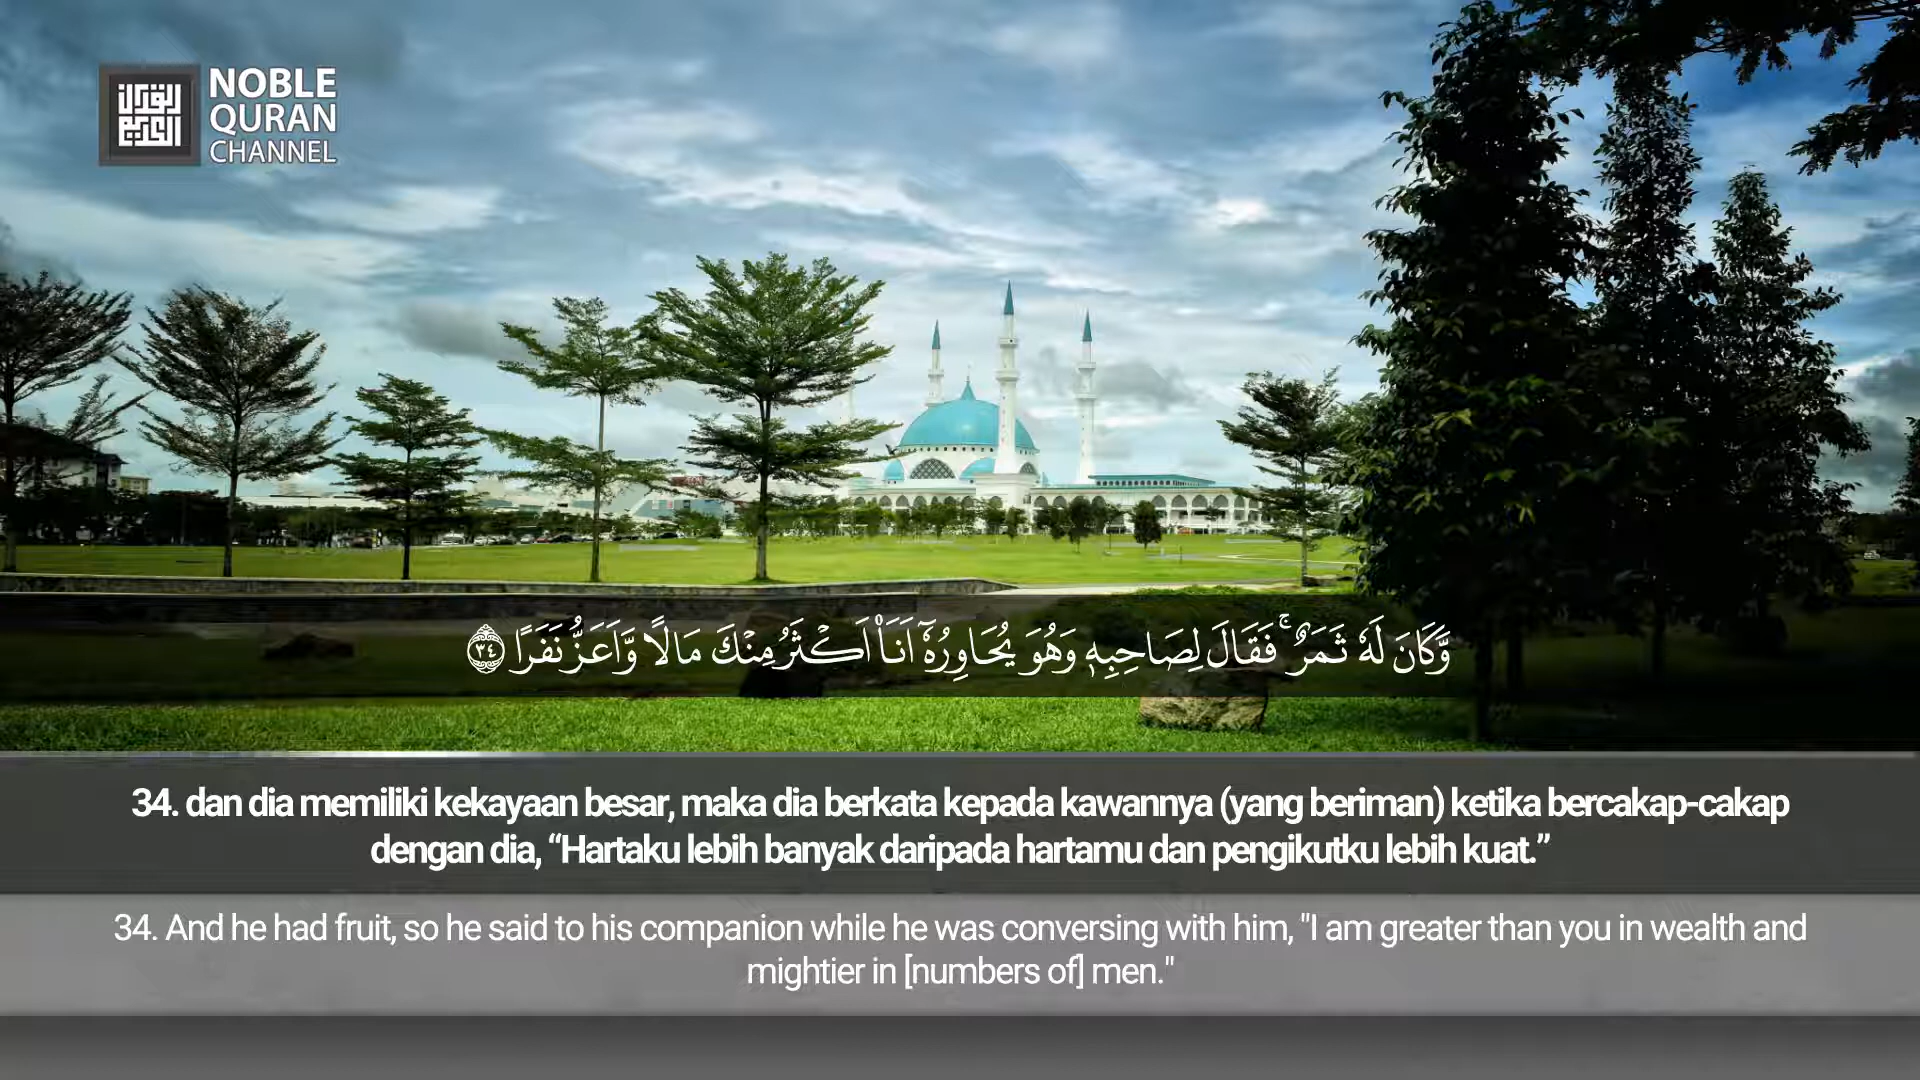 القرآن
الكريم
NOBLE
QURAN
CHANNEL
وَّكَانَ لَهٗ ثَمَرٌۚ فَقَالَ لِصَاحِبِهٖ وَهُوَ يُحَاوِرُهٗٓ اَنَا۠ اَكْثَرُ مِنْكَ مَالًا وَّاَعَزُّ نَفَرًا ٣٤
34. dan dia memiliki kekayaan besar, maka dia berkata kepada kawannya (yang beriman) ketika bercakap-cakap
dengan dia, “Hartaku lebih banyak daripada hartamu dan pengikutku lebih kuat.”
34. And he had fruit, so he said to his companion while he was conversing with him, "I am greater than you in wealth and
mightier in [numbers of] men."